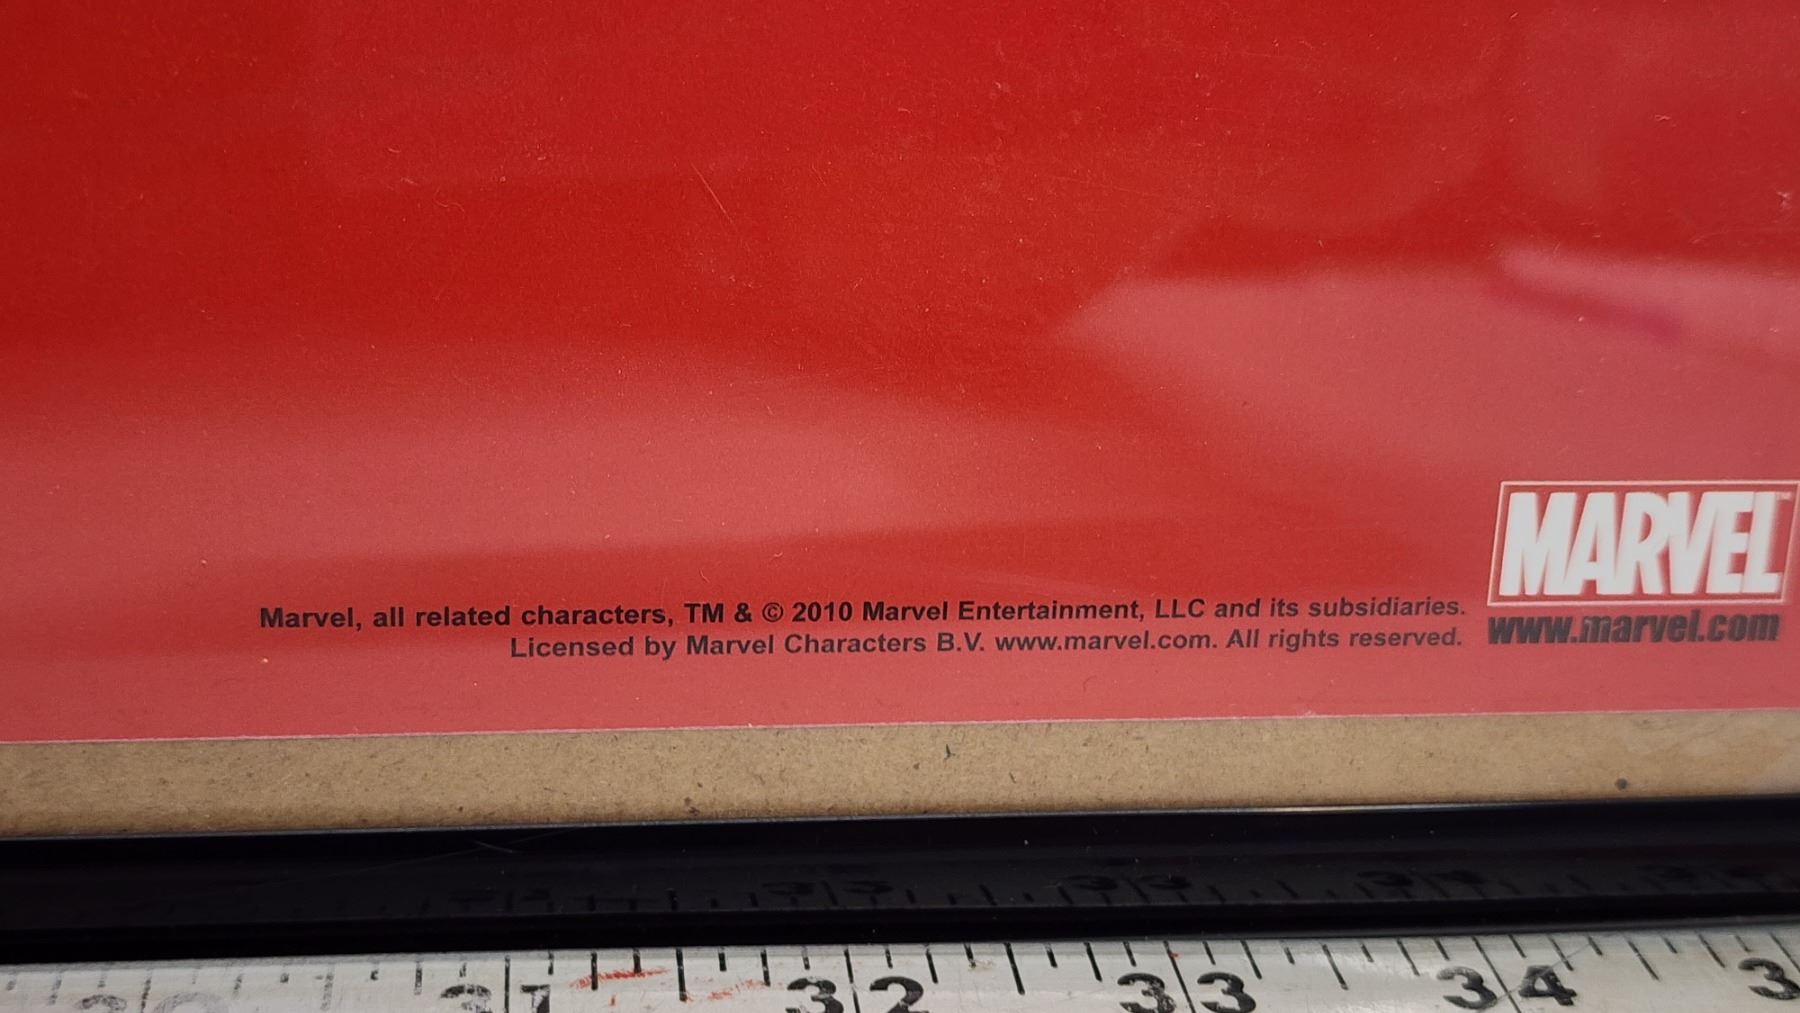 MARVEL™
Marvel, all related characters, TM & © 2010 Marvel Entertainment, LLC and its subsidiaries.
Licensed by Marvel Characters B.V. www.marvel.com. All rights reserved.
www.marvel.com
31 32 33 34